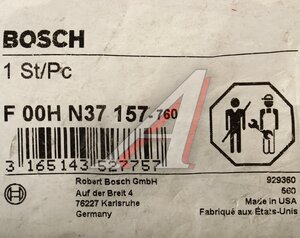 BOSCH
1 St/Pc
F 00H N37 157-760
3 165143 527757
Robert Bosch GmbH
Auf der Breit 4
76227 Karlsruhe
Germany
929360
560
Made in USA
Fabriqué aux États-Unis